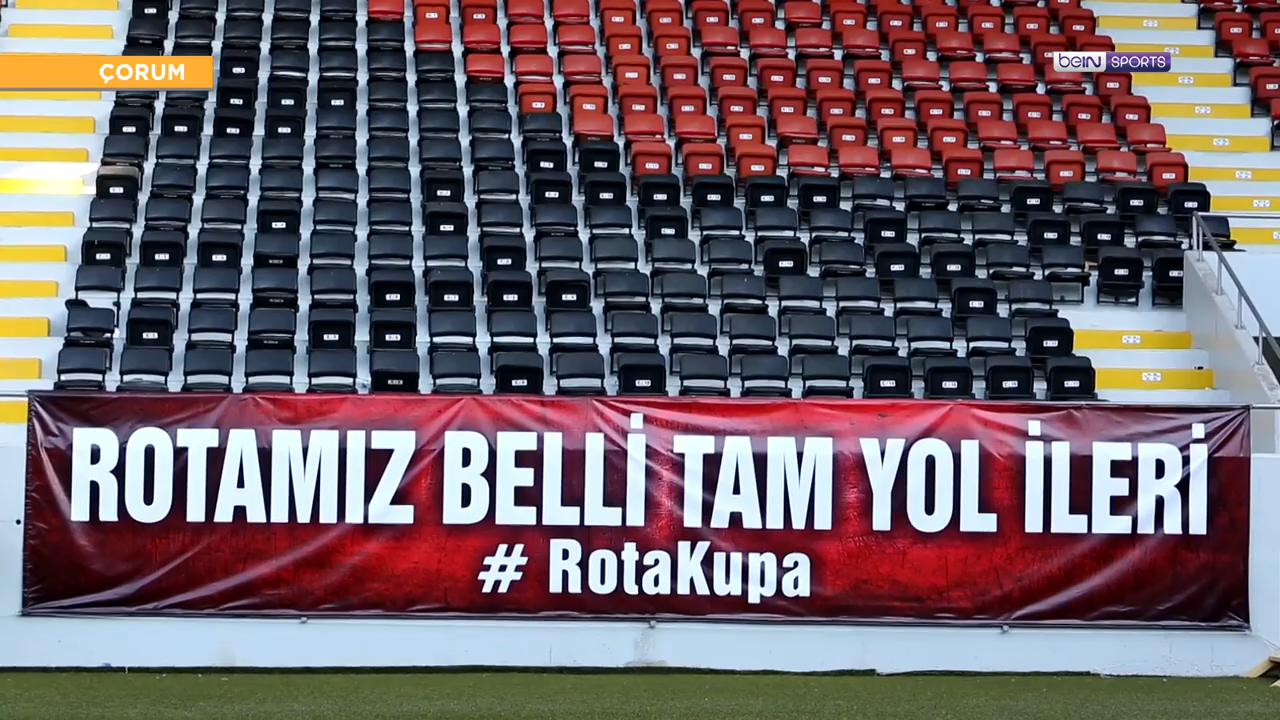 ÇORUM
beIN SPORTS
ROTAMIZ BELLİ TAM YOL İLERİ
# RotaKupa